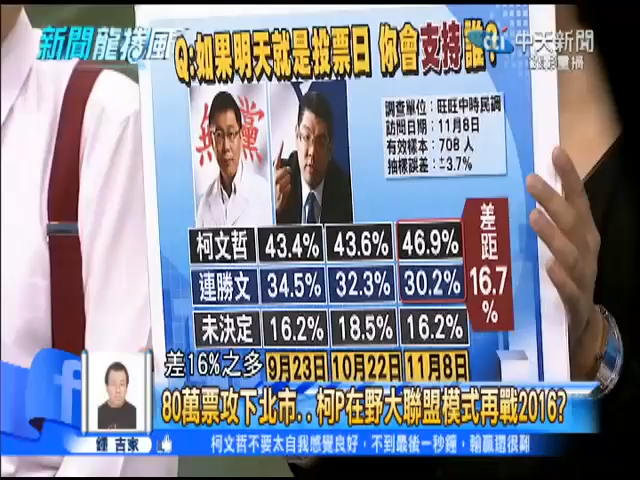 新聞龍捲風
中天新聞
Q:如果明天就是投票日 你會支持誰?
無黨
調查單位:旺旺中時民調
訪問日期:11月8日
有效樣本:708人
抽樣誤差:±3.7%
柯文哲 43.4% 43.6% 46.9%
連勝文 34.5% 32.3% 30.2%
未決定 16.2% 18.5% 16.2%
差距
16.7%
差16%之多 9月23日 10月22日 11月8日
80萬票攻下北市..柯P在野大聯盟模式再戰2016?
鍾 吉家
柯文哲不要太自我感覺良好,不到最後一秒鐘,輸贏還很難